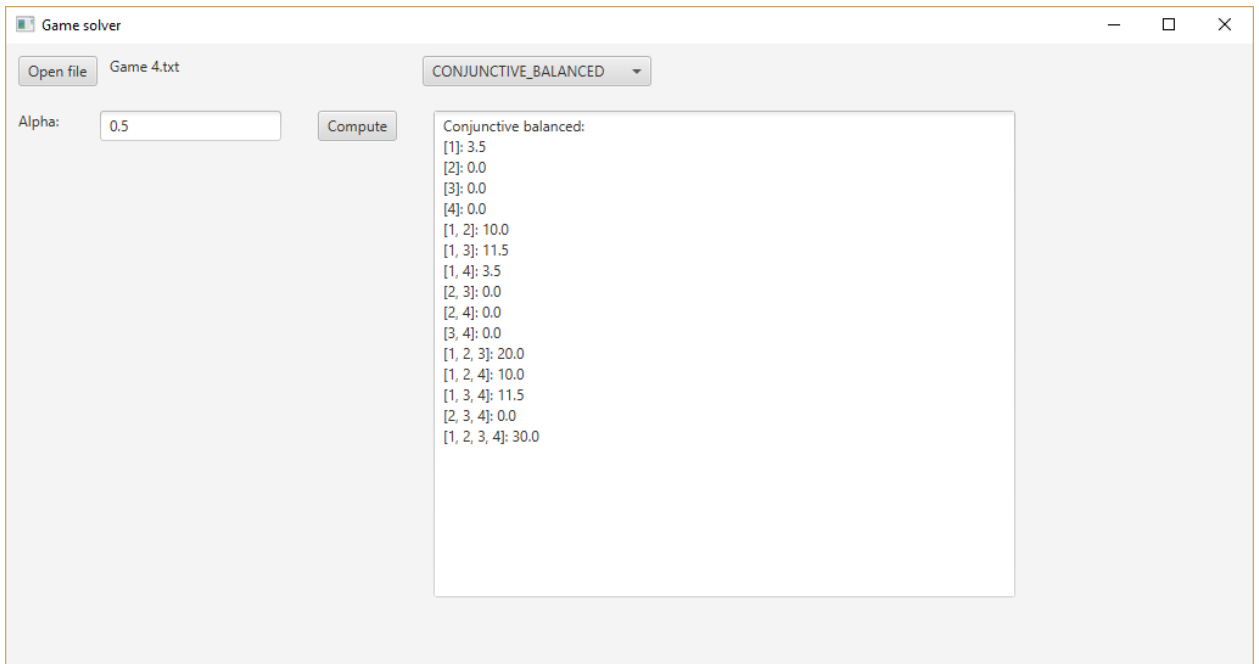 Game solver
Open file
Game 4.txt
CONJUNCTIVE_BALANCED
Alpha:
0.5
Compute
Conjunctive balanced:
[1]: 3.5
[2]: 0.0
[3]: 0.0
[4]: 0.0
[1, 2]: 10.0
[1, 3]: 11.5
[1, 4]: 3.5
[2, 3]: 0.0
[2, 4]: 0.0
[3, 4]: 0.0
[1, 2, 3]: 20.0
[1, 2, 4]: 10.0
[1, 3, 4]: 11.5
[2, 3, 4]: 0.0
[1, 2, 3, 4]: 30.0